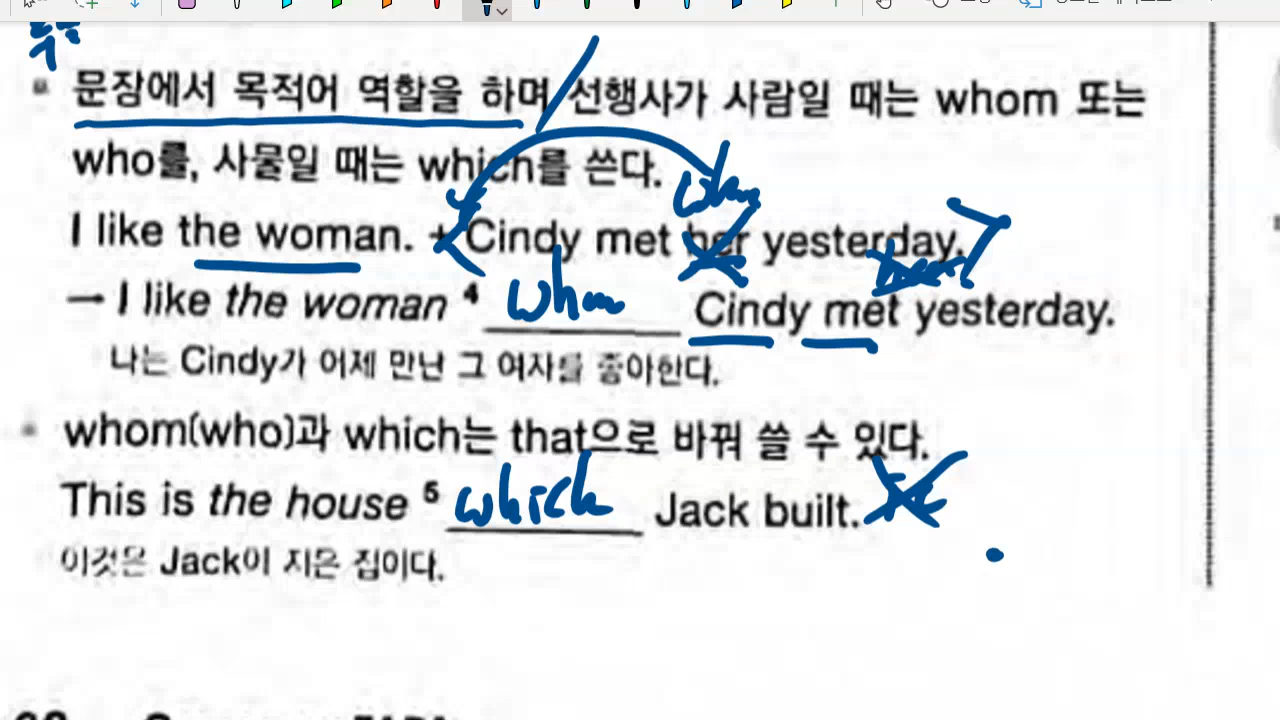 문장에서 목적어 역할을 하며 선행사가 사람일 때는 whom 또는
who를, 사물일 때는 which를 쓴다.
whom
I like the woman. + Cindy met her yesterday.
→ I like the woman 4 whom Cindy met yesterday.
나는 Cindy가 어제 만난 그 여자를 좋아한다.
whom(who)과 which는 that으로 바꿔 쓸 수 있다.
This is the house 5 which Jack built.
이것은 Jack이 지은 집이다.